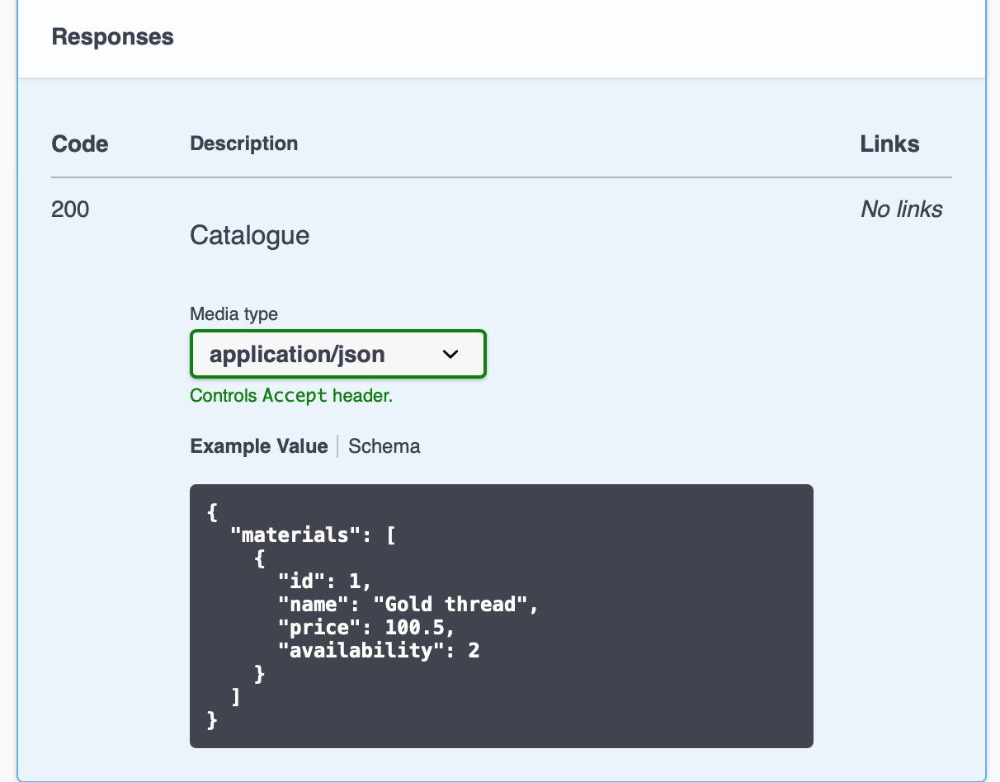 Responses
Code Description Links
200 No links
Catalogue
Media type
application/json
Controls Accept header.
Example Value Schema
{
  "materials": [
    {
      "id": 1,
      "name": "Gold thread",
      "price": 100.5,
      "availability": 2
    }
  ]
}